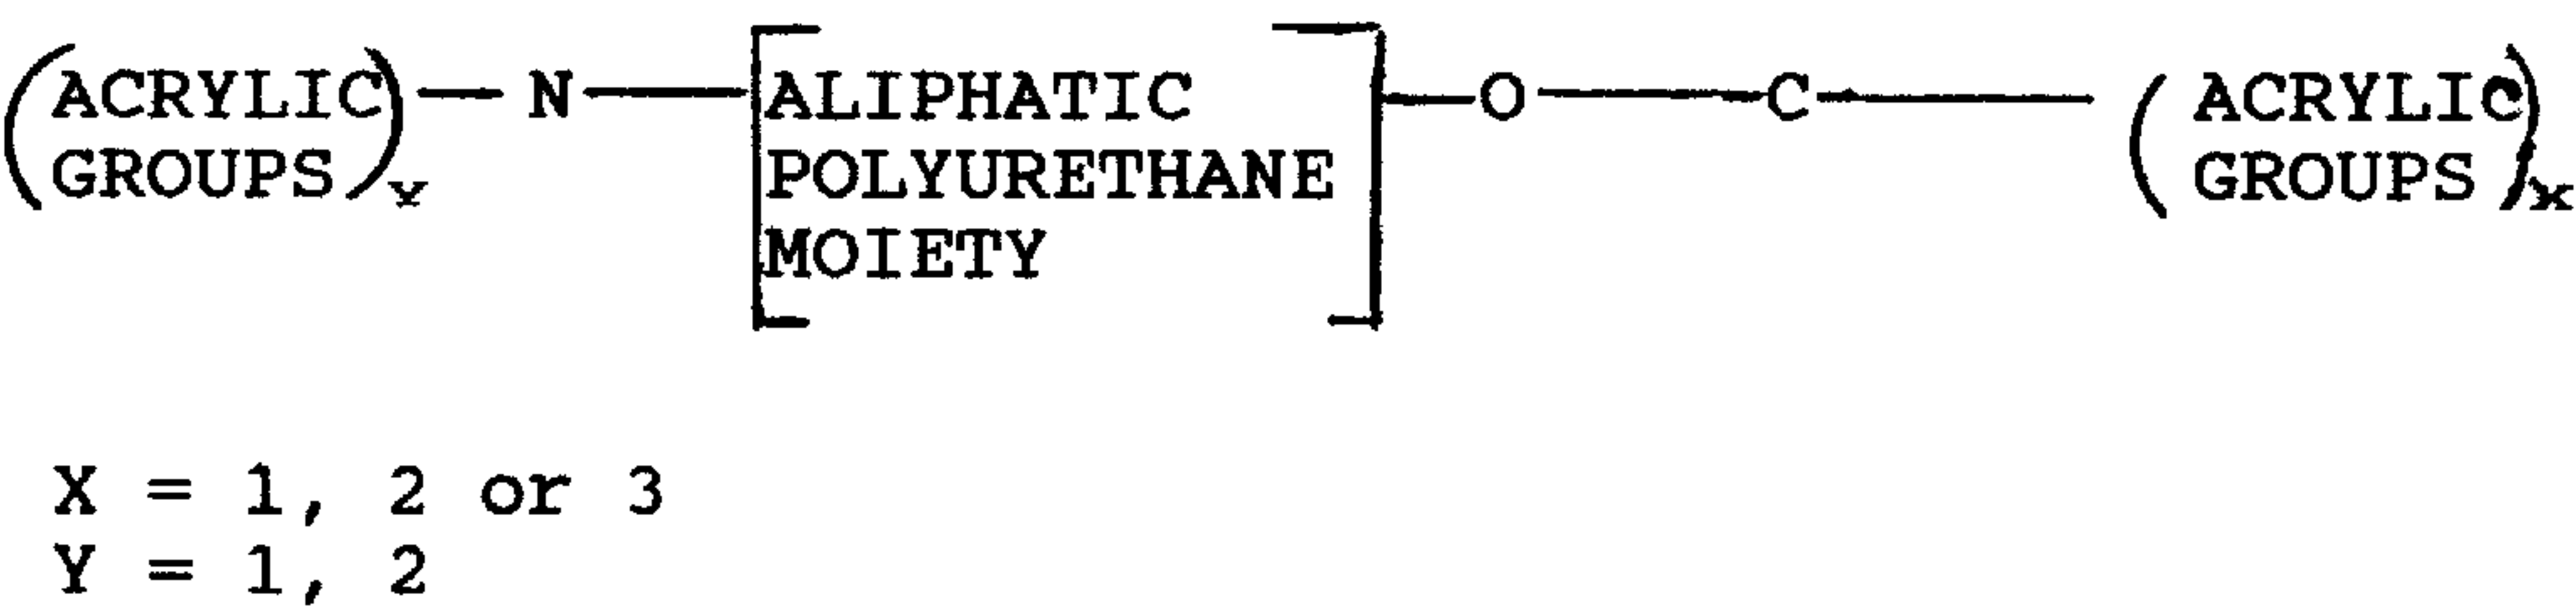 ACRYLIC — N — ALIPHATIC — O — C — ACRYLIC
GROUPS Y POLYURETHANE GROUPS X
MOIETY
X = 1, 2 or 3
Y = 1, 2